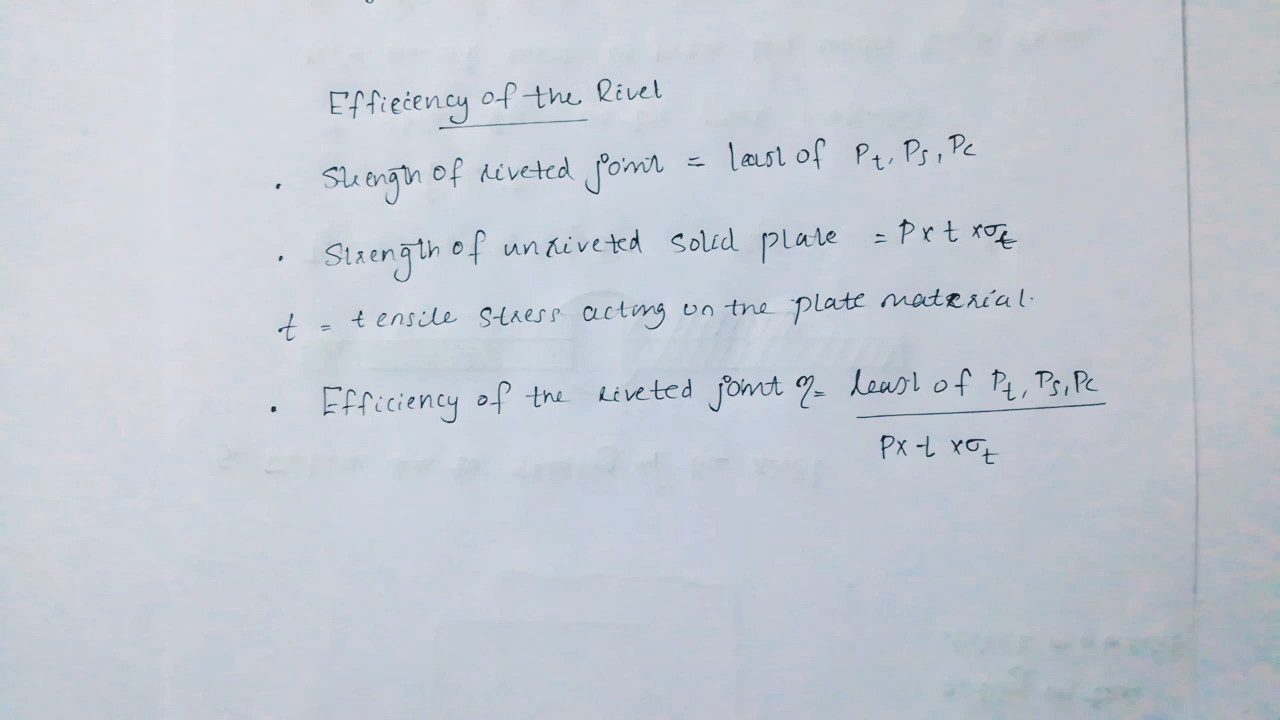 Efficiency of the Rivet
• Strength of riveted joint = least of Pt, Ps, Pc
• Strength of unriveted solid plate = P x t x σt
t = tensile stress acting on the plate material.
• Efficiency of the riveted joint η = least of Pt, Ps, Pc
P x t x σt